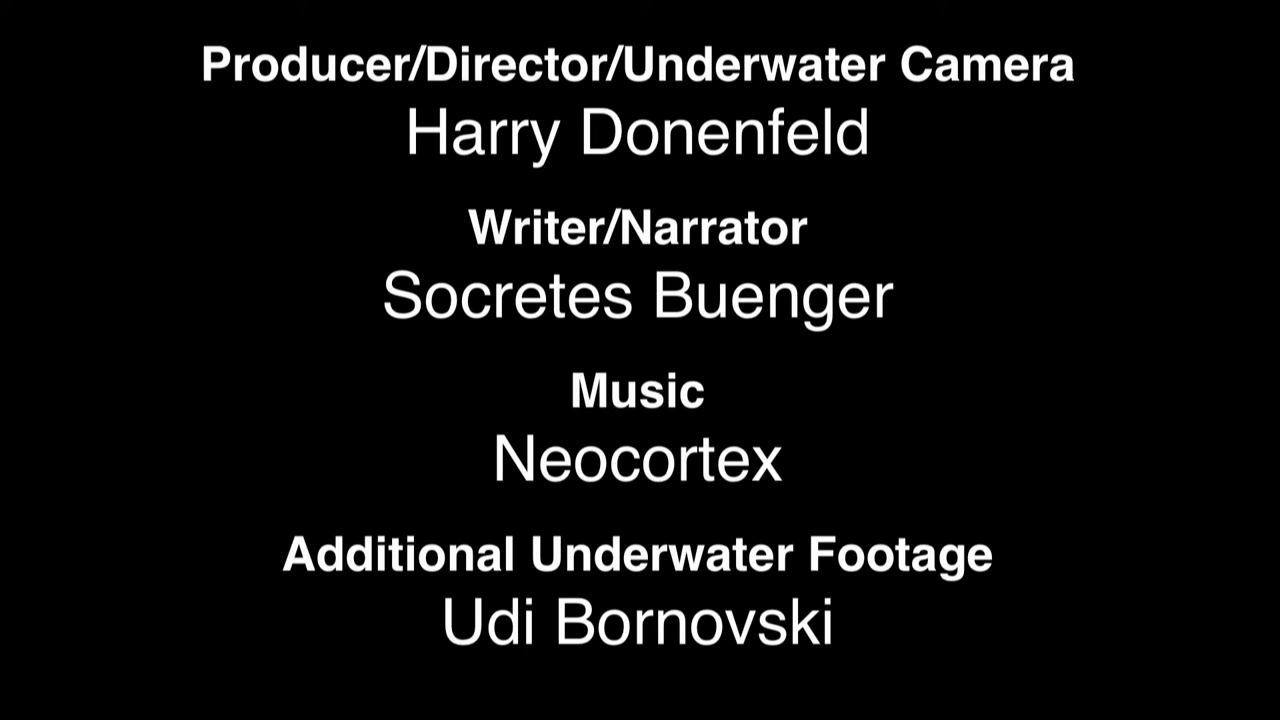 Producer/Director/Underwater Camera
Harry Donenfeld
Writer/Narrator
Socretes Buenger
Music
Neocortex
Additional Underwater Footage
Udi Bornovski